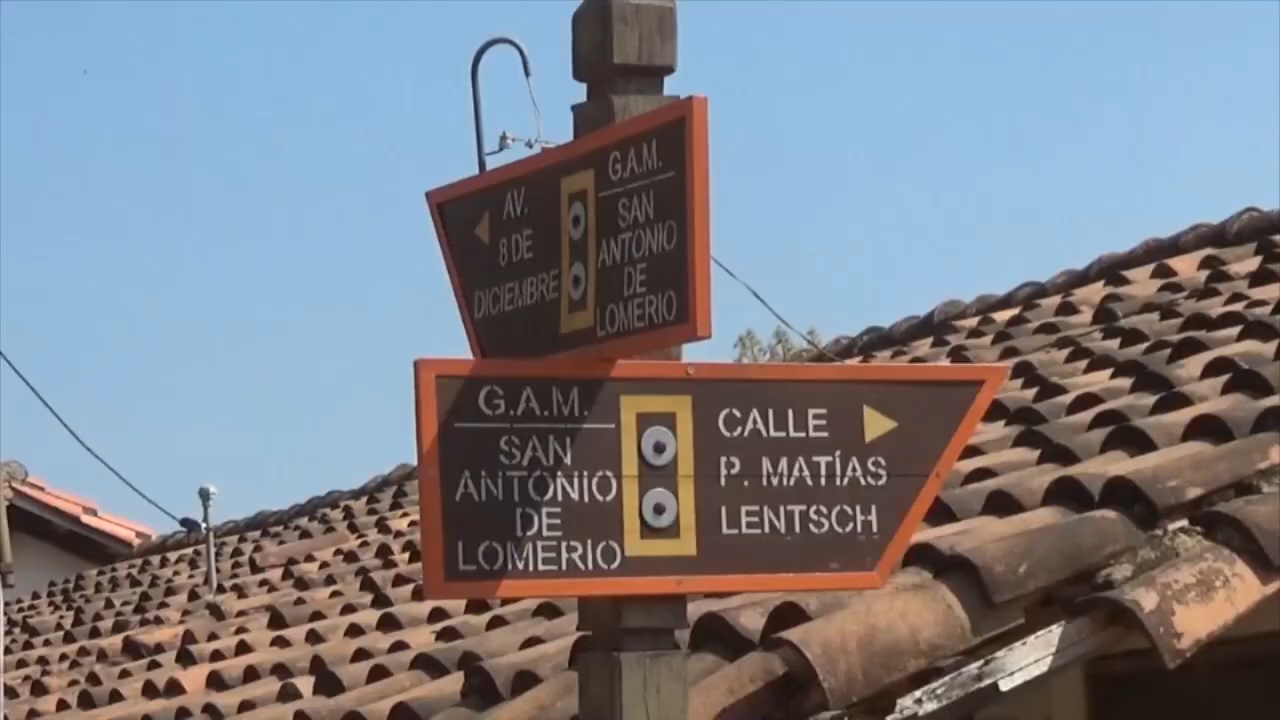 AV.
8 DE
DICIEMBRE
G.A.M.
SAN
ANTONIO
DE
LOMERIO
G.A.M.
SAN
ANTONIO
DE
LOMERIO
CALLE
P. MATÍAS
LENTSCH